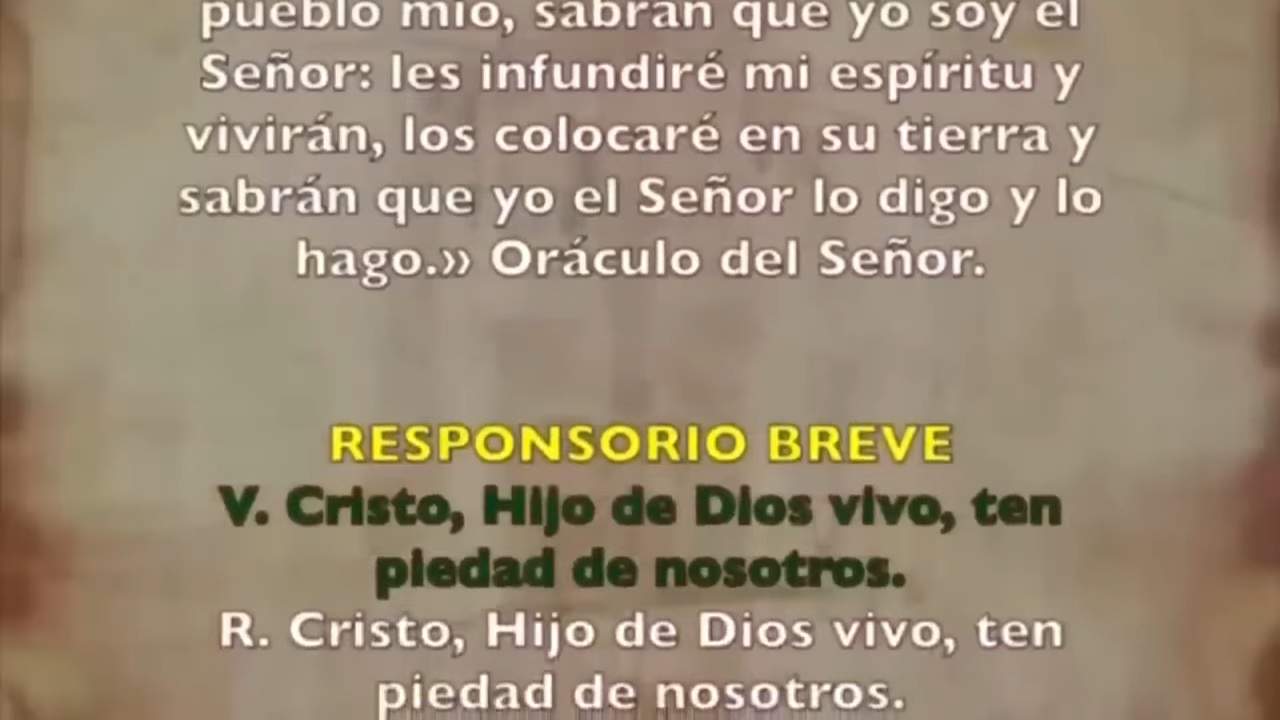 pueblo mío, sabrán que yo soy el
Señor: les infundiré mi espíritu y
vivirán, los colocaré en su tierra y
sabrán que yo el Señor lo digo y lo
hago.» Oráculo del Señor.
RESPONSORIO BREVE
V. Cristo, Hijo de Dios vivo, ten
piedad de nosotros.
R. Cristo, Hijo de Dios vivo, ten
piedad de nosotros.